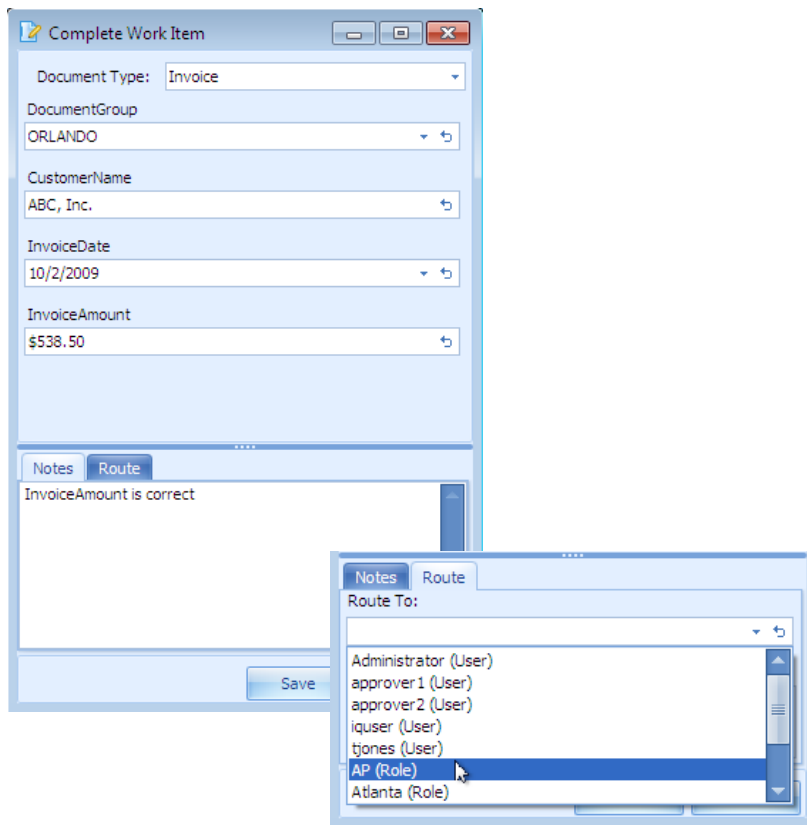 Complete Work Item
Document Type: Invoice
DocumentGroup
ORLANDO
CustomerName
ABC, Inc.
InvoiceDate
10/2/2009
InvoiceAmount
$538.50
Notes Route
InvoiceAmount is correct
Save
Notes Route
Route To:
Administrator (User)
approver1 (User)
approver2 (User)
iquser (User)
tjones (User)
AP (Role)
Atlanta (Role)